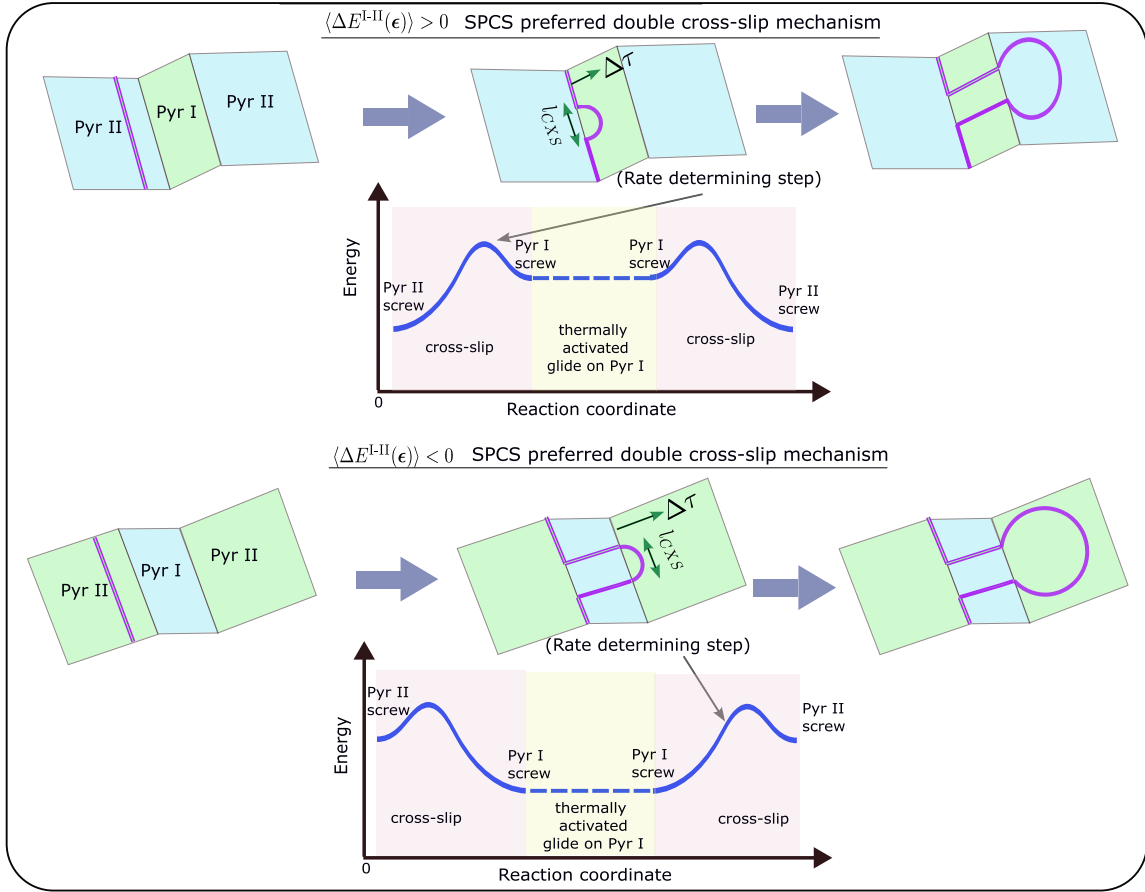 ⟨ΔE^{I-II}(ϵ)⟩ > 0 SPCS preferred double cross-slip mechanism
Pyr II
Pyr I
Pyr II
Δτ
l_{CXS}
(Rate determining step)
Energy
Pyr II
screw
Pyr I
screw
Pyr I
screw
Pyr II
screw
cross-slip
thermally
activated
glide on Pyr I
cross-slip
0
Reaction coordinate
⟨ΔE^{I-II}(ϵ)⟩ < 0 SPCS preferred double cross-slip mechanism
Pyr II
Pyr I
Pyr II
Δτ
l_{CXS}
(Rate determining step)
Energy
Pyr II
screw
Pyr I
screw
Pyr I
screw
Pyr II
screw
cross-slip
thermally
activated
glide on Pyr I
cross-slip
0
Reaction coordinate